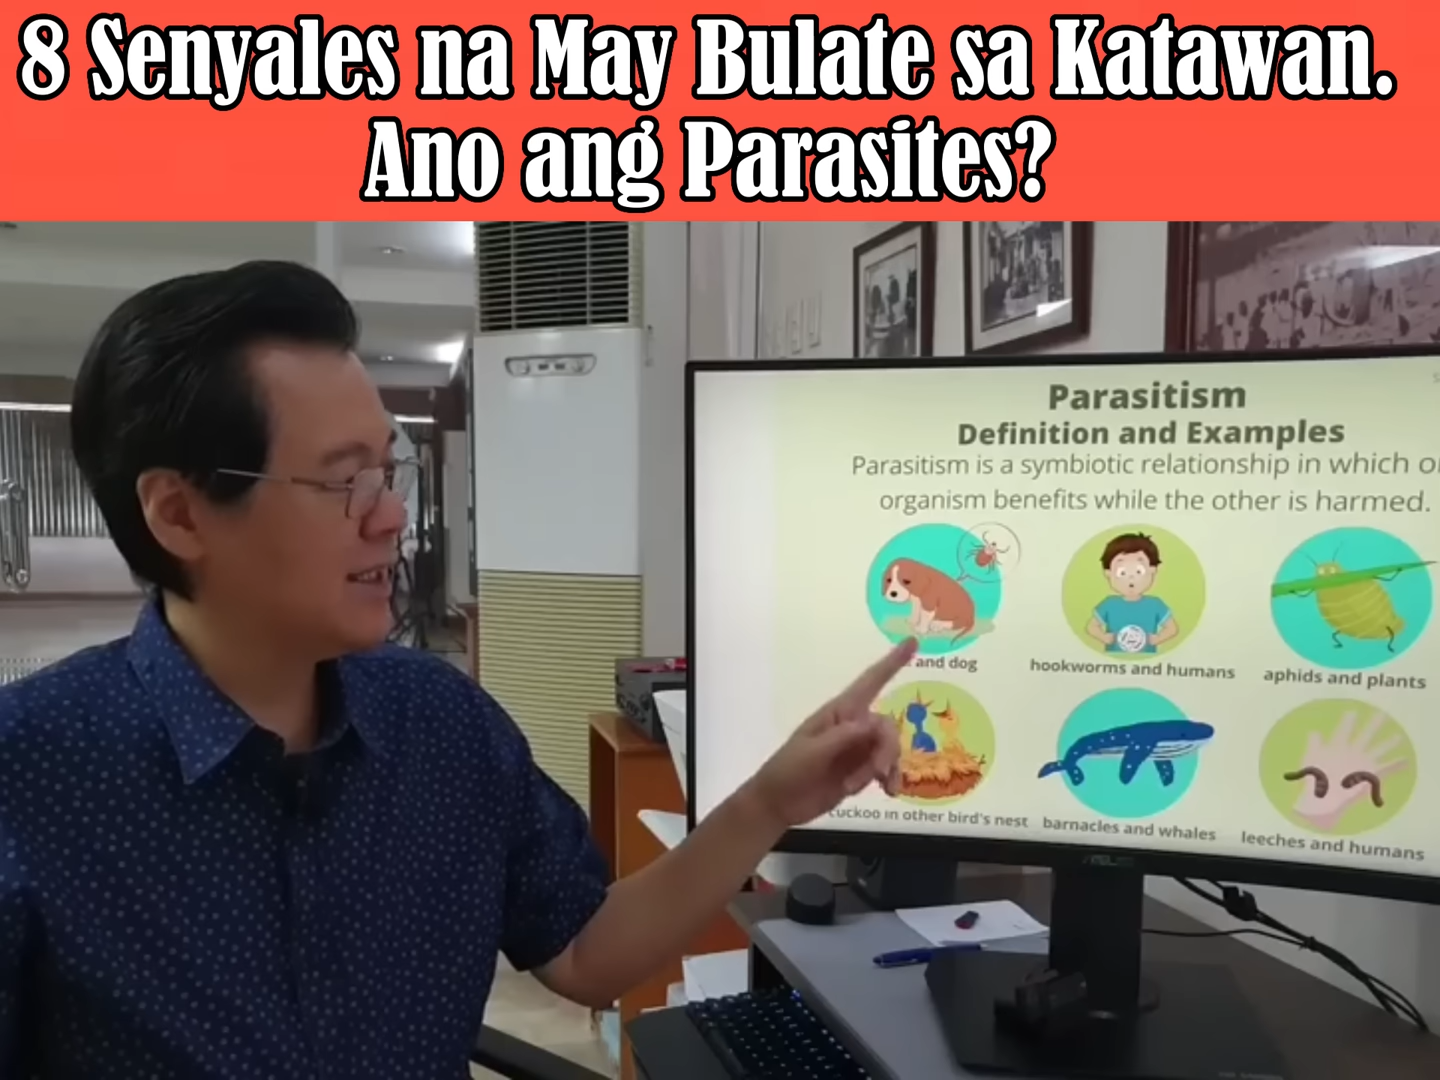 8 Senyales na May Bulate sa Katawan.
Ano ang Parasites?
Parasitism
Definition and Examples
Parasitism is a symbiotic relationship in which
organism benefits while the other is harmed.
and dog
hookworms and humans
aphids and plants
cuckoo in other bird's nest
barnacles and whales
leeches and humans